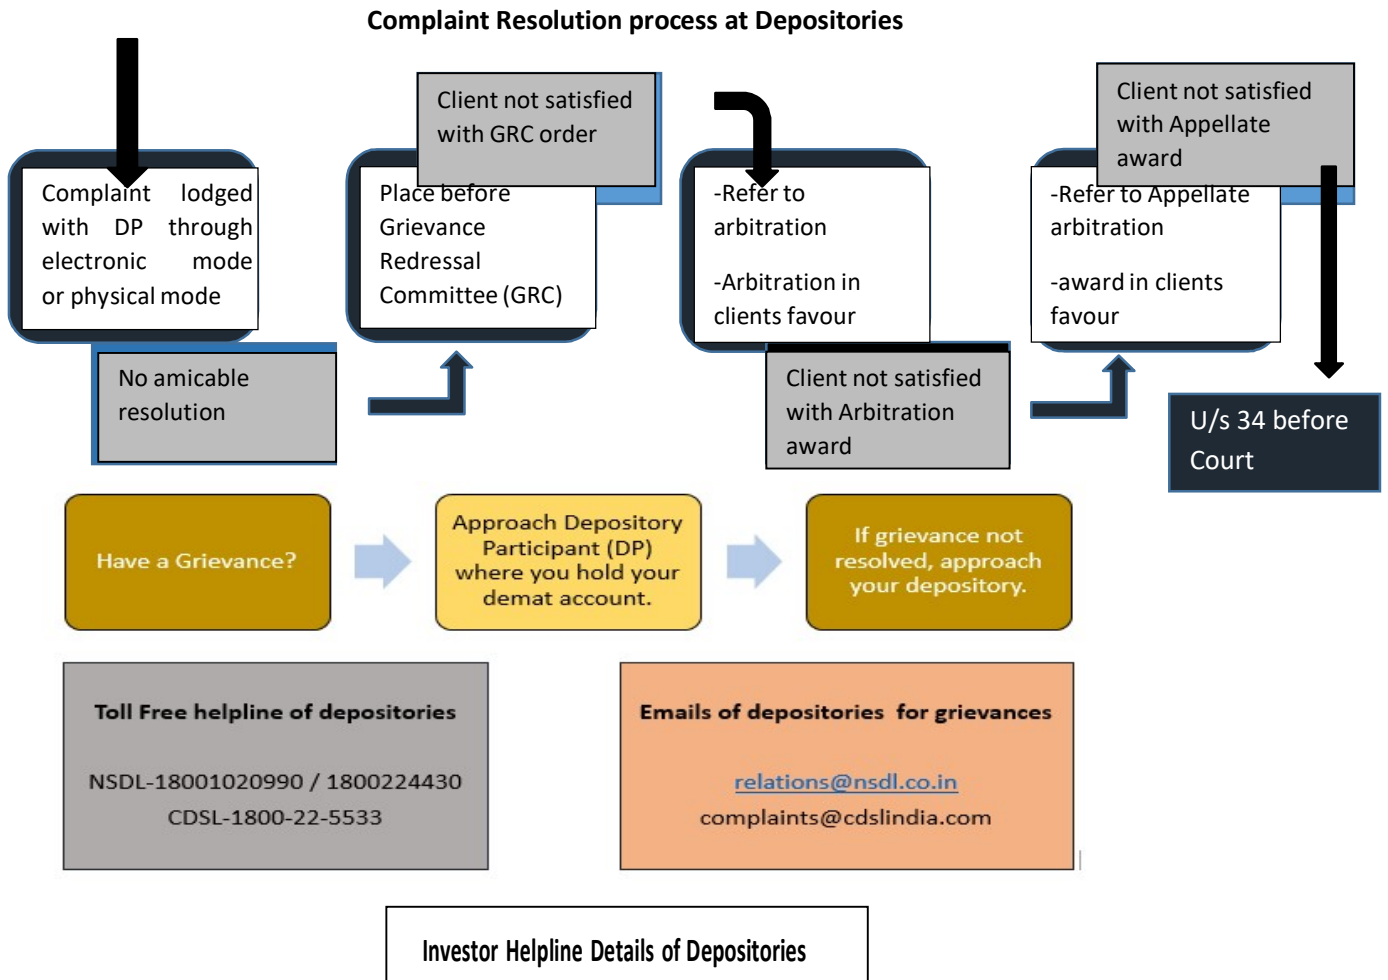 Complaint Resolution process at Depositories
Complaint lodged
with DP through
electronic mode
or physical mode
No amicable
resolution
Place before
Grievance
Redressal
Committee (GRC)
Client not satisfied
with GRC order
-Refer to
arbitration
-Arbitration in
clients favour
Client not satisfied
with Arbitration
award
-Refer to Appellate
arbitration
-award in clients
favour
Client not satisfied
with Appellate
award
U/s 34 before
Court
Have a Grievance?
Approach Depository
Participant (DP)
where you hold your
demat account.
If grievance not
resolved, approach
your depository.
Toll Free helpline of depositories
NSDL-18001020990 / 1800224430
CDSL-1800-22-5533
Emails of depositories for grievances
relations@nsdl.co.in
complaints@cdslindia.com
Investor Helpline Details of Depositories